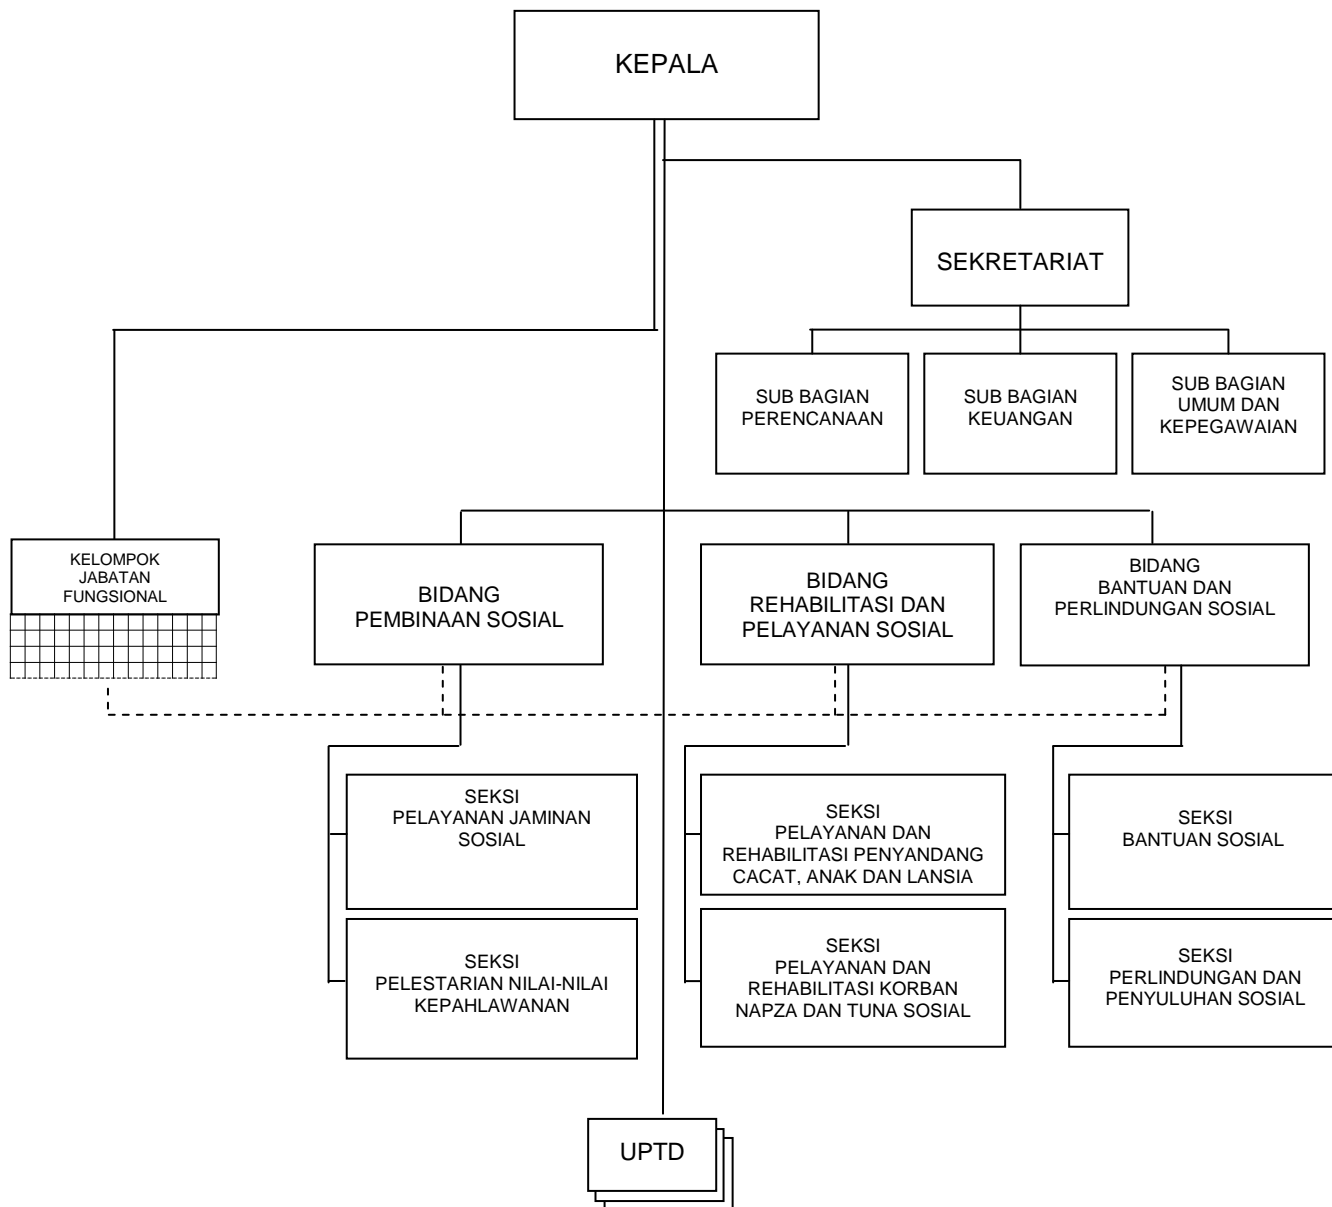 KEPALA
SEKRETARIAT
SUB BAGIAN
PERENCANAAN
SUB BAGIAN
KEUANGAN
SUB BAGIAN
UMUM DAN
KEPEGAWAIAN
KELOMPOK
JABATAN
FUNGSIONAL
BIDANG
PEMBINAAN SOSIAL
BIDANG
REHABILITASI DAN
PELAYANAN SOSIAL
BIDANG
BANTUAN DAN
PERLINDUNGAN SOSIAL
SEKSI
PELAYANAN JAMINAN
SOSIAL
SEKSI
PELAYANAN DAN
REHABILITASI PENYANDANG
CACAT, ANAK DAN LANSIA
SEKSI
BANTUAN SOSIAL
SEKSI
PELESTARIAN NILAI-NILAI
KEPAHLAWANAN
SEKSI
PELAYANAN DAN
REHABILITASI KORBAN
NAPZA DAN TUNA SOSIAL
SEKSI
PERLINDUNGAN DAN
PENYULUHAN SOSIAL
UPTD